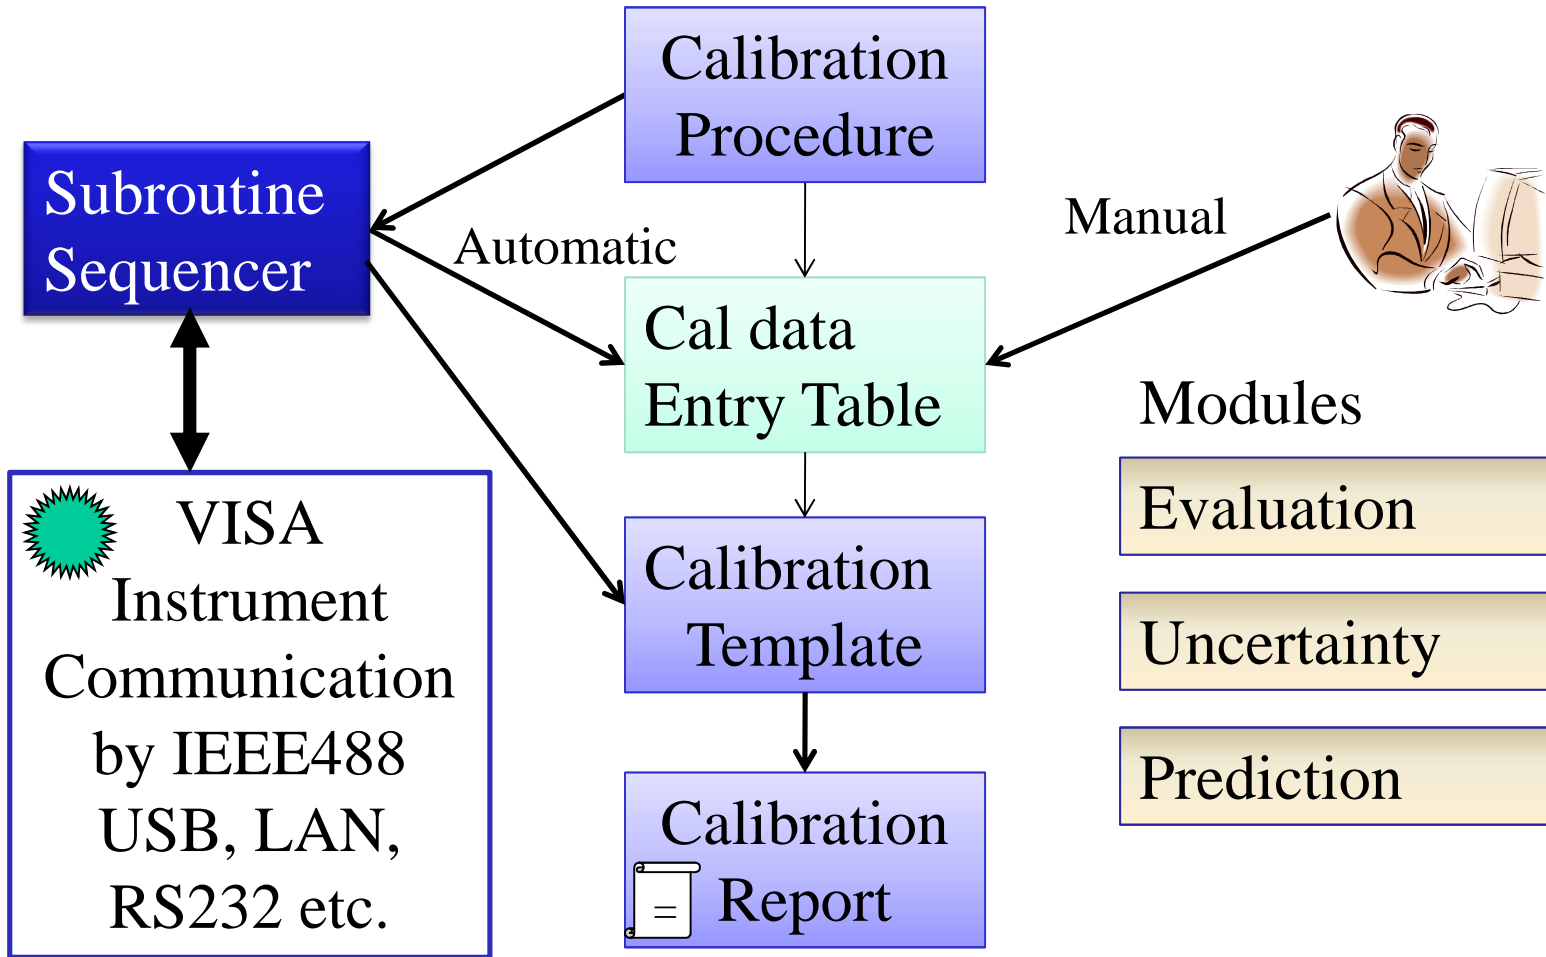 Calibration
Procedure
Subroutine
Sequencer
Automatic
Manual
Cal data
Entry Table
Modules
Evaluation
VISA
Instrument
Communication
by IEEE488
USB, LAN,
RS232 etc.
Calibration
Template
Uncertainty
Prediction
Calibration
Report